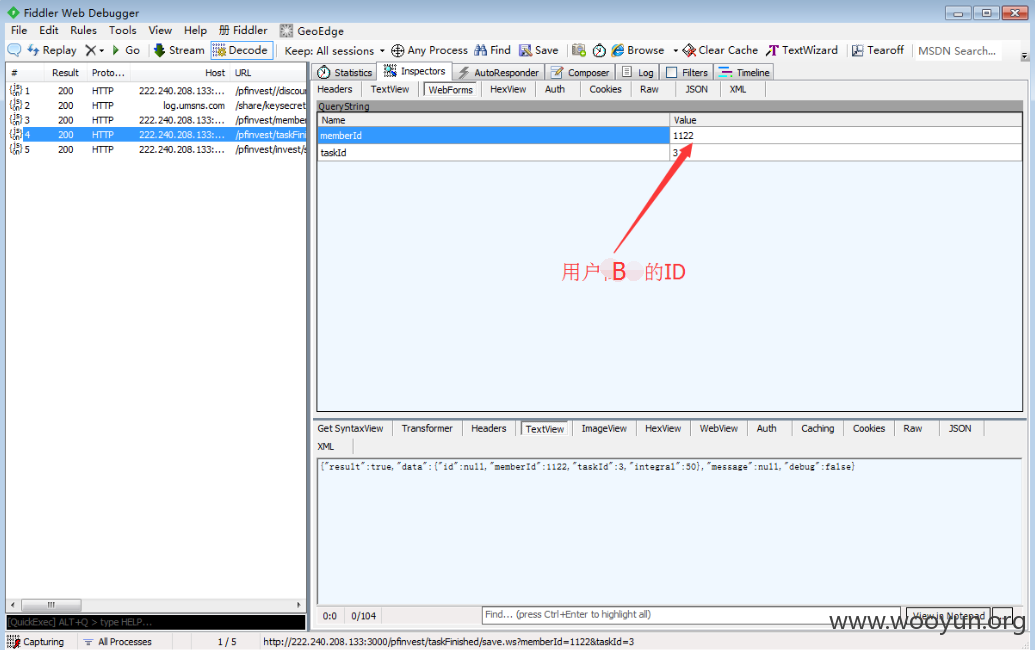 Fiddler Web Debugger
File Edit Rules Tools View Help 册 Fiddler GeoEdge
Replay Go Stream Decode Keep: All sessions Any Process Find Save Browse Clear Cache TextWizard Tearoff MSDN Search...
# Result Proto... Host URL
1 200 HTTP 222.240.208.133:... /pfinvest//discou
2 200 HTTP log.umsns.com /share/keysecret
3 200 HTTP 222.240.208.133:... /pfinvest/membe
4 200 HTTP 222.240.208.133:... /pfinvest/taskFini
5 200 HTTP 222.240.208.133:... /pfinvest/invest/s
Statistics Inspectors AutoResponder Composer Log Filters Timeline
Headers TextView WebForms HexView Auth Cookies Raw JSON XML
QueryString
Name Value
memberId 1122
taskId 3
用户 B 的ID
Get SyntaxView Transformer Headers TextView ImageView HexView WebView Auth Caching Cookies Raw JSON
XML
{"result":true,"data":{"id":null,"memberId":1122,"taskId":3,"integral":50},"message":null,"debug":false}
0:0 0/104 Find... (press Ctrl+Enter to highlight all) View in Notepad ...
[QuickExec] ALT+Q > type HELP...
www.wooyun.org
Capturing All Processes 1 / 5 http://222.240.208.133:3000/pfinvest/taskFinished/save.ws?memberId=1122&taskId=3